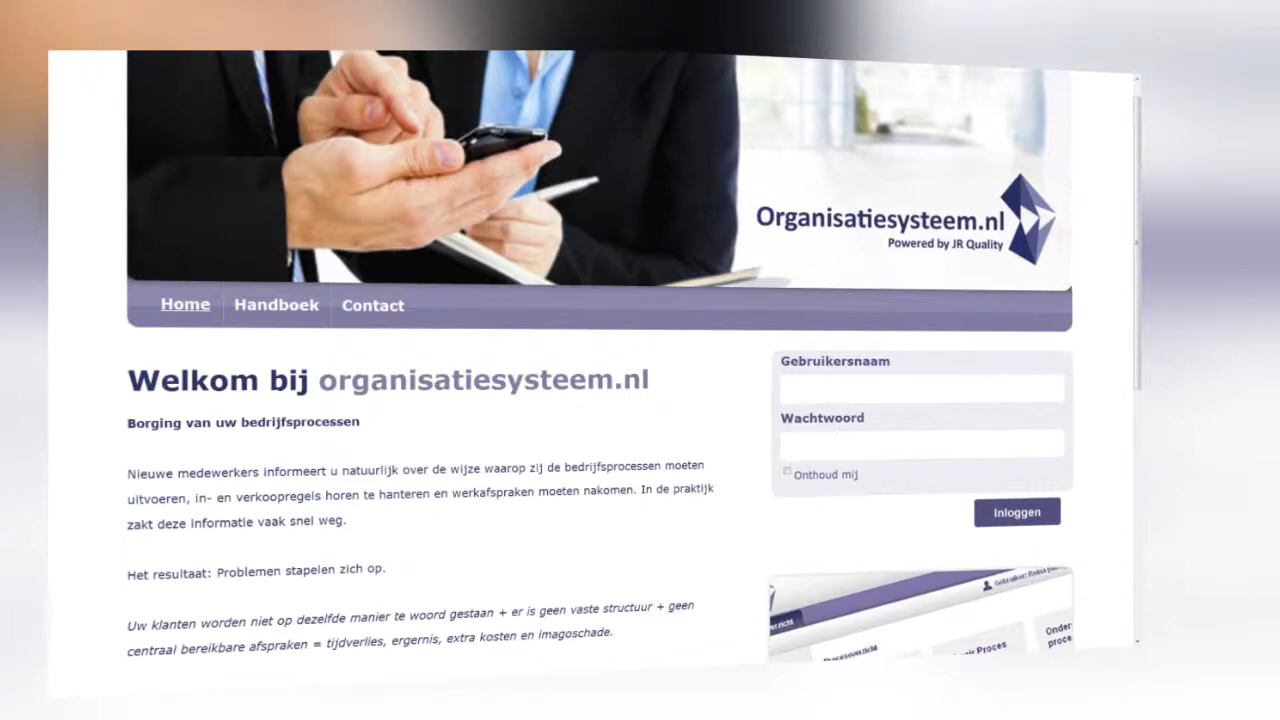 Organisatiesysteem.nl
Powered by JR Quality
Home Handboek Contact
Welkom bij organisatiesysteem.nl
Borging van uw bedrijfsprocessen
Nieuwe medewerkers informeert u natuurlijk over de wijze waarop zij de bedrijfsprocessen moeten
uitvoeren, in- en verkoopregels horen te hanteren en werkafspraken moeten nakomen. In de praktijk
zakt deze informatie vaak snel weg.
Het resultaat: Problemen stapelen zich op.
Uw klanten worden niet op dezelfde manier te woord gestaan + er is geen vaste structuur + geen
centraal bereikbare afspraken = tijdverlies, ergernis, extra kosten en imagoschade.
Gebruikersnaam
Wachtwoord
Onthoud mij
Inloggen
Gebruiker:
Procesoverzicht
Proces